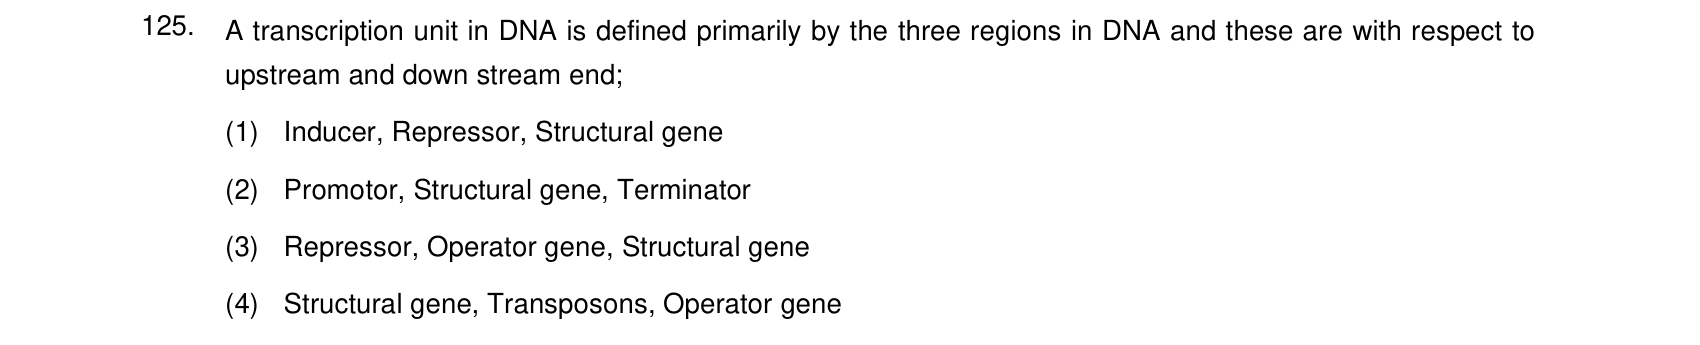 125. A transcription unit in DNA is defined primarily by the three regions in DNA and these are with respect to
upstream and down stream end;
(1) Inducer, Repressor, Structural gene
(2) Promotor, Structural gene, Terminator
(3) Repressor, Operator gene, Structural gene
(4) Structural gene, Transposons, Operator gene